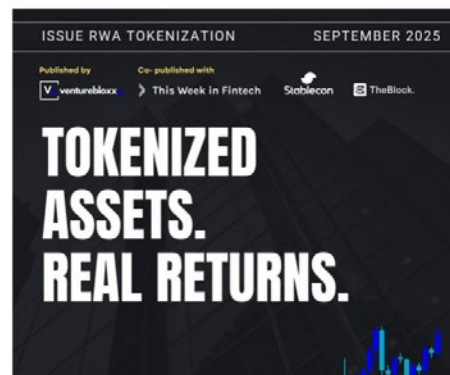 ISSUE RWA TOKENIZATION
SEPTEMBER 2025
Published by
Co- published with
V venturebloxx
This Week in Fintech
Stablecon
TheBlock.
TOKENIZED
ASSETS.
REAL RETURNS.